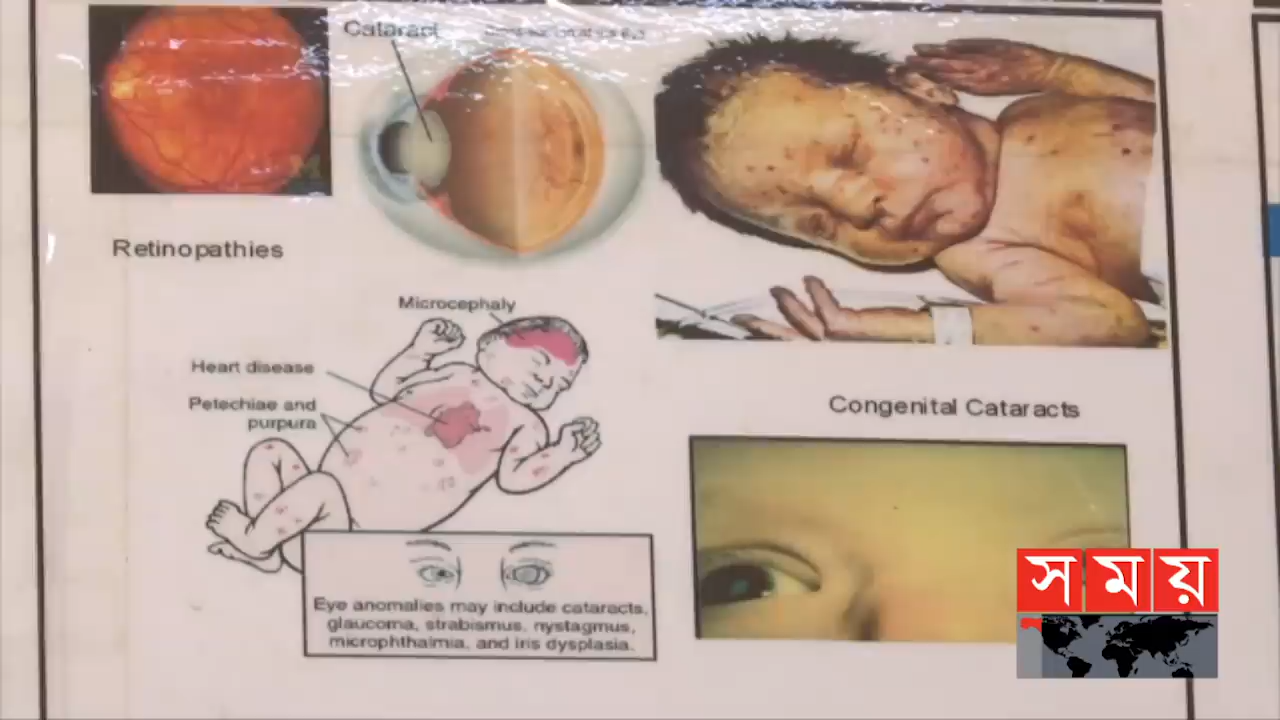 Cataract
Retinopathies
Microcephaly
Heart disease
Petechiae and
purpura
Congenital Cataracts
Eye anomalies may include cataracts,
glaucoma, strabismus, nystagmus,
microphthalmia, and iris dysplasia.
সময়